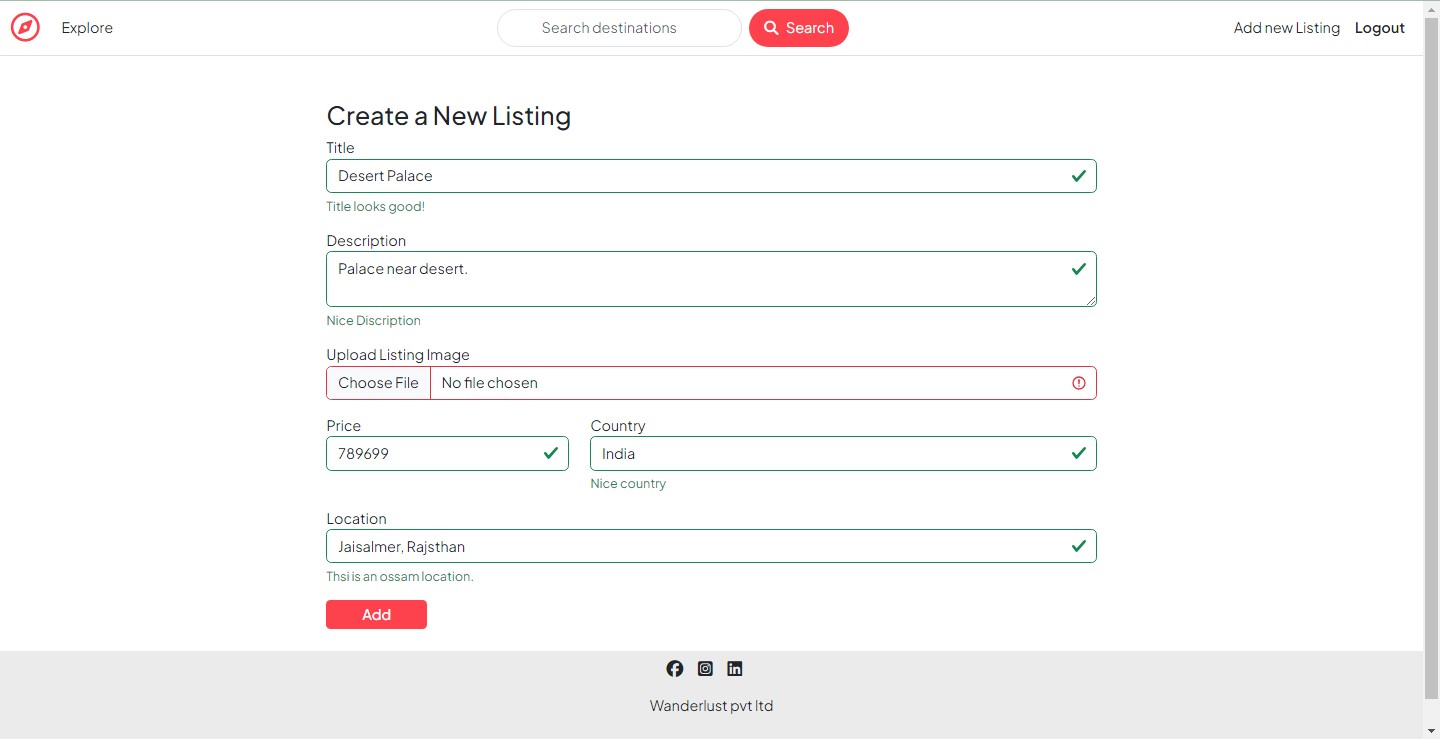 Explore
Search destinations
Search
Add new Listing
Logout
Create a New Listing
Title
Desert Palace
Title looks good!
Description
Palace near desert.
Nice Discription
Upload Listing Image
Choose File
No file chosen
Price
Country
789699
India
Nice country
Location
Jaisalmer, Rajsthan
Thsi is an ossam location.
Add
Wanderlust pvt ltd